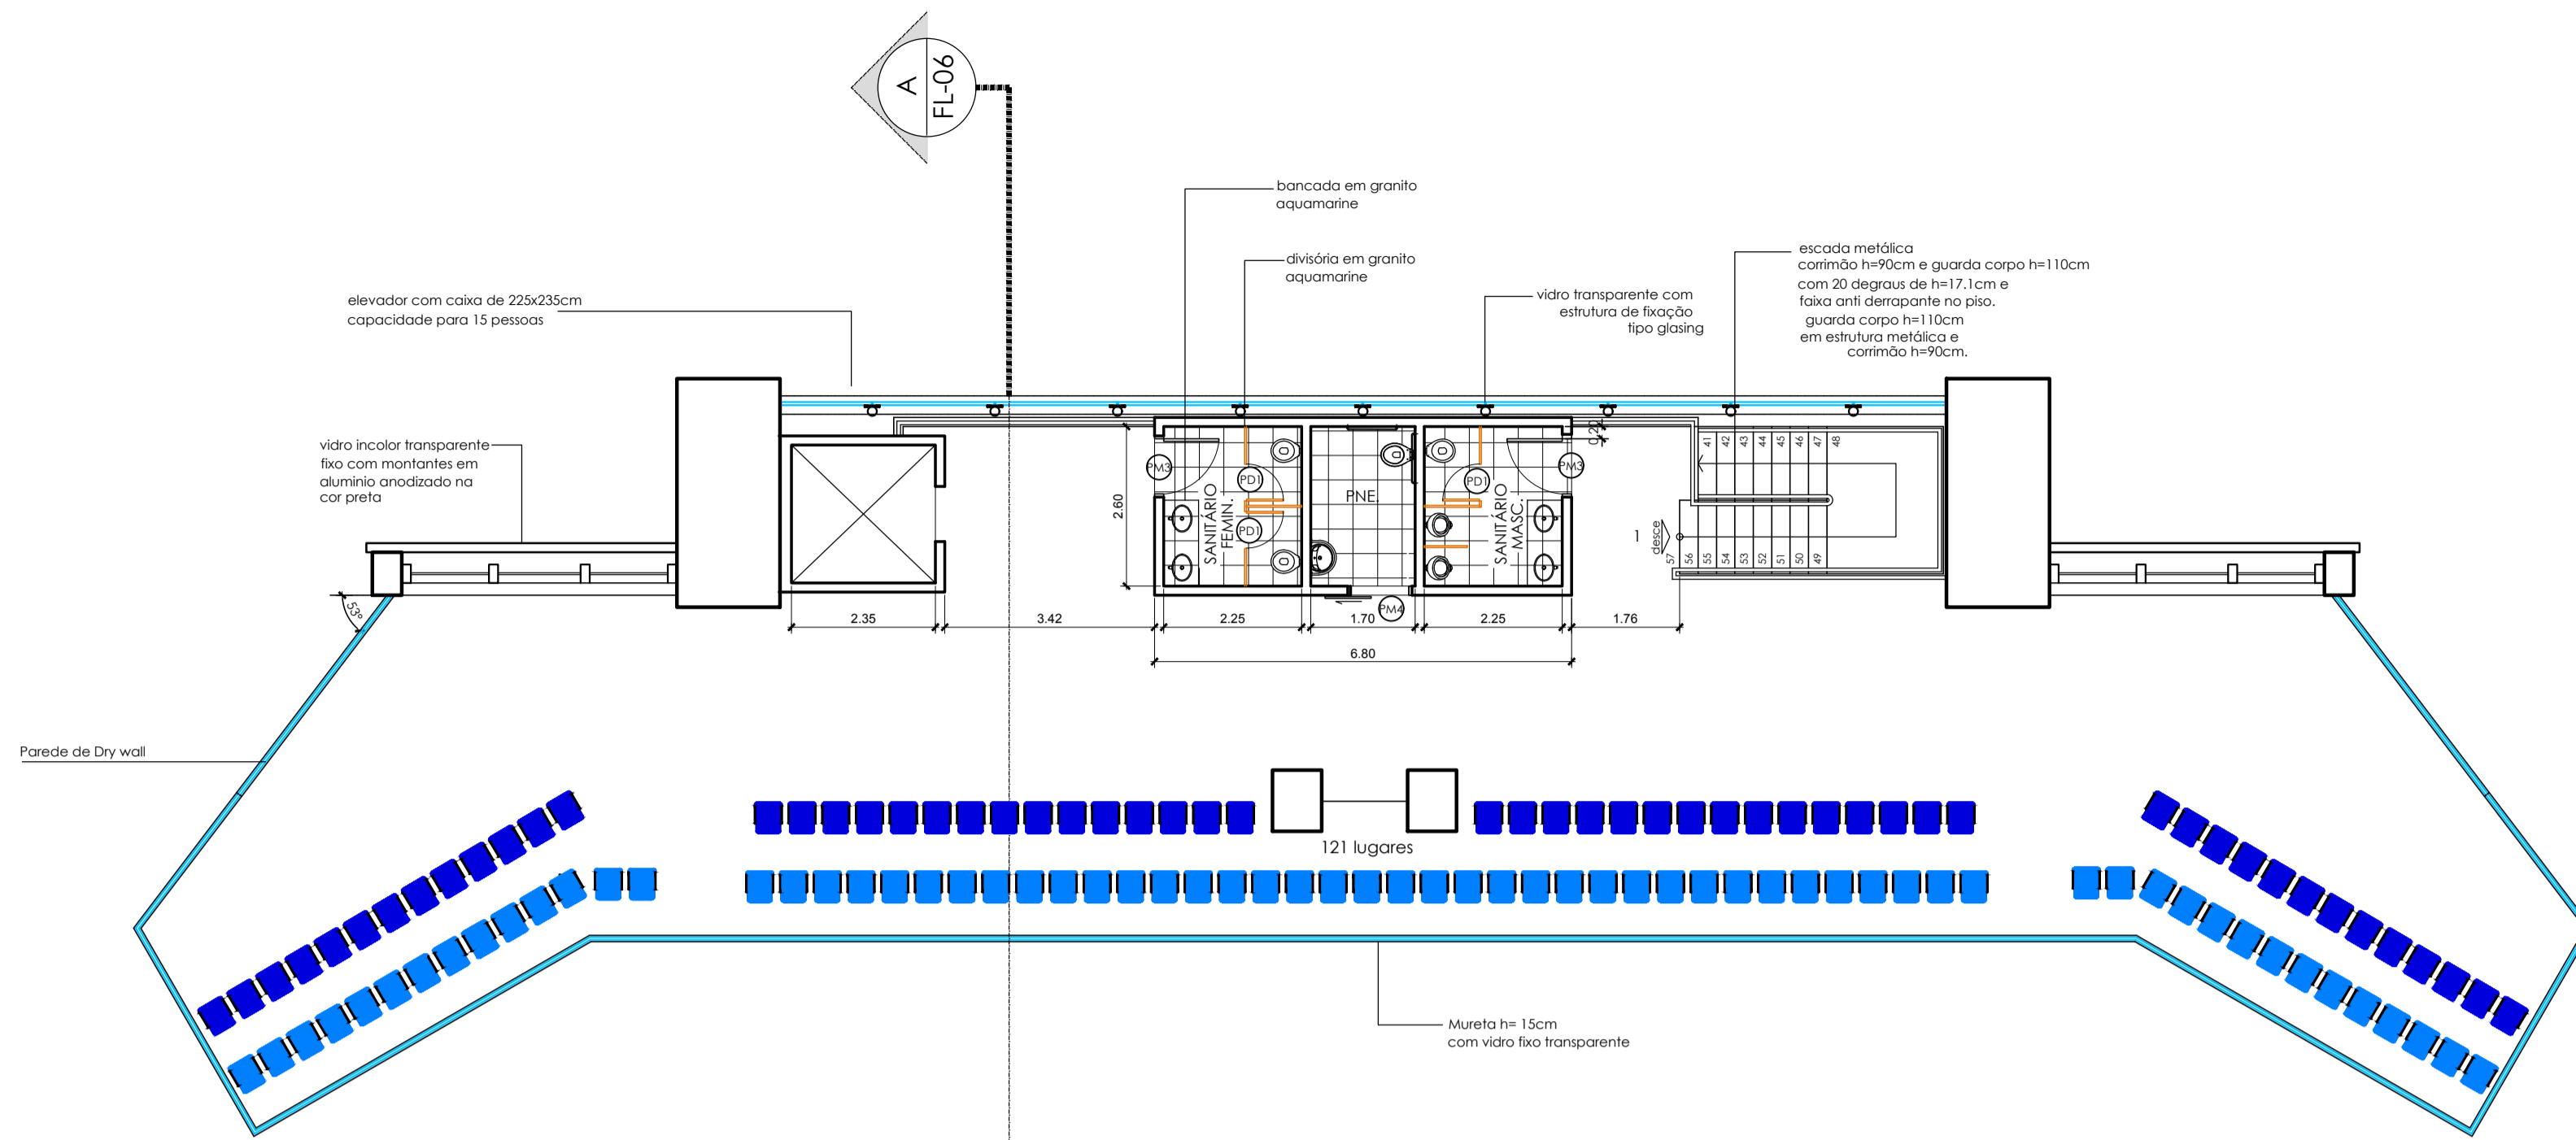 A
FL-06
bancada em granito
aquamarine
divisória em granito
aquamarine
escada metálica
corrimão h=90cm e guarda corpo h=110cm
com 20 degraus de h=17.1cm e
faixa anti derrapante no piso.
guarda corpo h=110cm
em estrutura metálica e
corrimão h=90cm.
elevador com caixa de 225x235cm
capacidade para 15 pessoas
vidro transparente com
estrutura de fixação
tipo glasing
vidro incolor transparente
fixo com montantes em
aluminio anodizado na
cor preta
53°
2.60
PM3
PD1
PD1
SANITÁRIO
FEMIN.
PNE.
PD1
SANITÁRIO
MASC.
PM3
0.20
PM4
41
42
43
44
45
46
47
48
1
desce
57
56
55
54
53
52
51
50
49
2.35
3.42
2.25
1.70
2.25
1.76
6.80
Parede de Dry wall
121 lugares
Mureta h= 15cm
com vidro fixo transparente